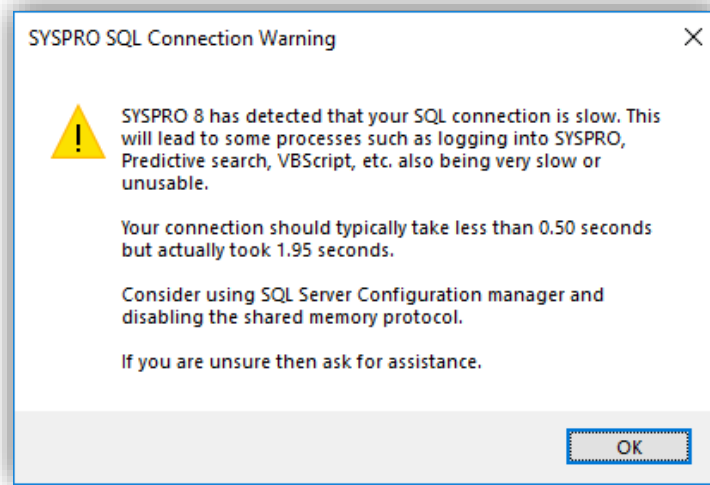 SYSPRO SQL Connection Warning
SYSPRO 8 has detected that your SQL connection is slow. This
will lead to some processes such as logging into SYSPRO,
Predictive search, VBScript, etc. also being very slow or
unusable.
Your connection should typically take less than 0.50 seconds
but actually took 1.95 seconds.
Consider using SQL Server Configuration manager and
disabling the shared memory protocol.
If you are unsure then ask for assistance.
OK